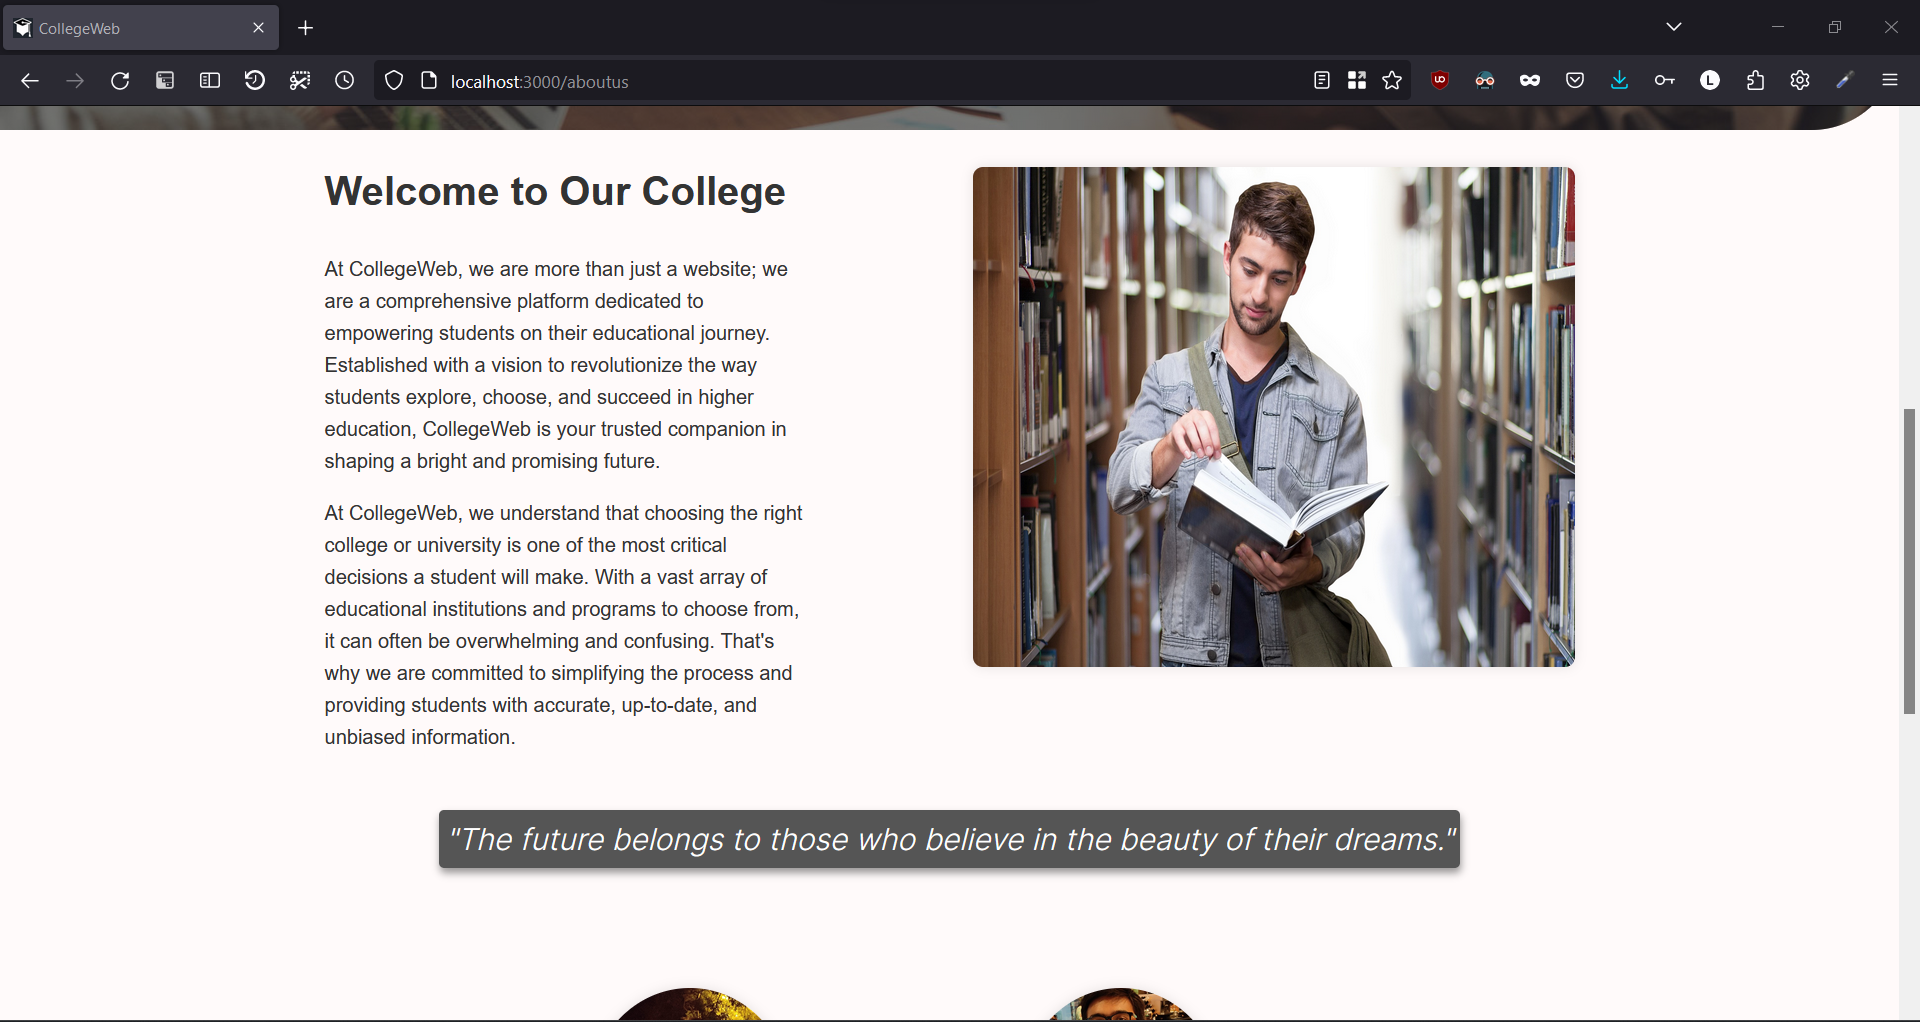 CollegeWeb
localhost:3000/aboutus
Welcome to Our College
At CollegeWeb, we are more than just a website; we
are a comprehensive platform dedicated to
empowering students on their educational journey.
Established with a vision to revolutionize the way
students explore, choose, and succeed in higher
education, CollegeWeb is your trusted companion in
shaping a bright and promising future.
At CollegeWeb, we understand that choosing the right
college or university is one of the most critical
decisions a student will make. With a vast array of
educational institutions and programs to choose from,
it can often be overwhelming and confusing. That's
why we are committed to simplifying the process and
providing students with accurate, up-to-date, and
unbiased information.
"The future belongs to those who believe in the beauty of their dreams."